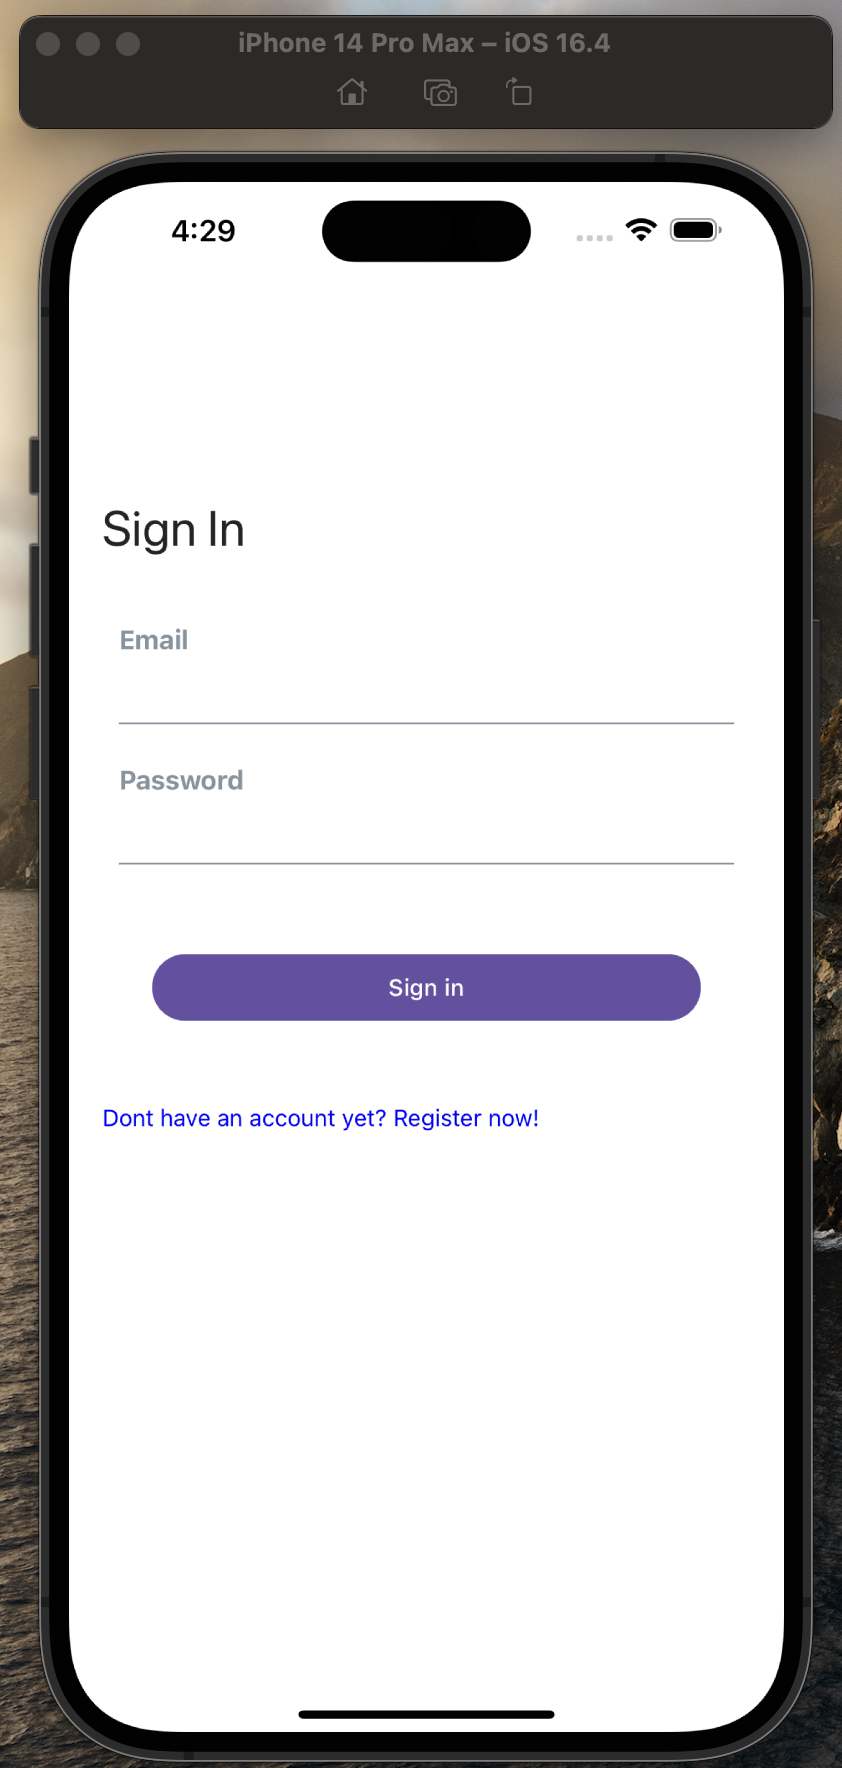 iPhone 14 Pro Max – iOS 16.4
4:29
Sign In
Email
Password
Sign in
Dont have an account yet? Register now!